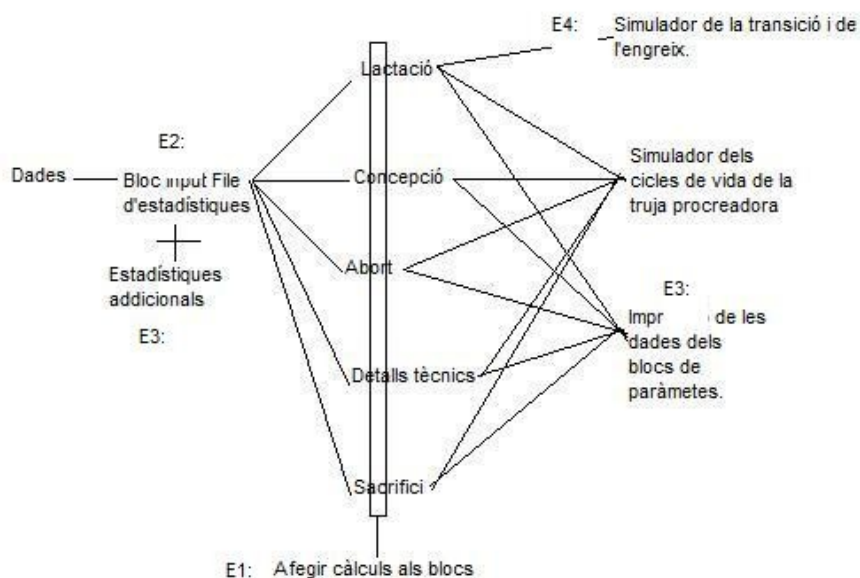 E4: Simulador de la transició i de
l'engreix.
Lactació
E2:
Dades
Bloc input File
d'estadístiques
Concepció
Simulador dels
cicles de vida de la
truja procreadora
Estadístiques
addicionals
E3:
Abort
E3:
Impr de les
dades dels
blocs de
paràmetes.
Detalls tècnics
Sacrifici
E1: Afegir càlculs als blocs